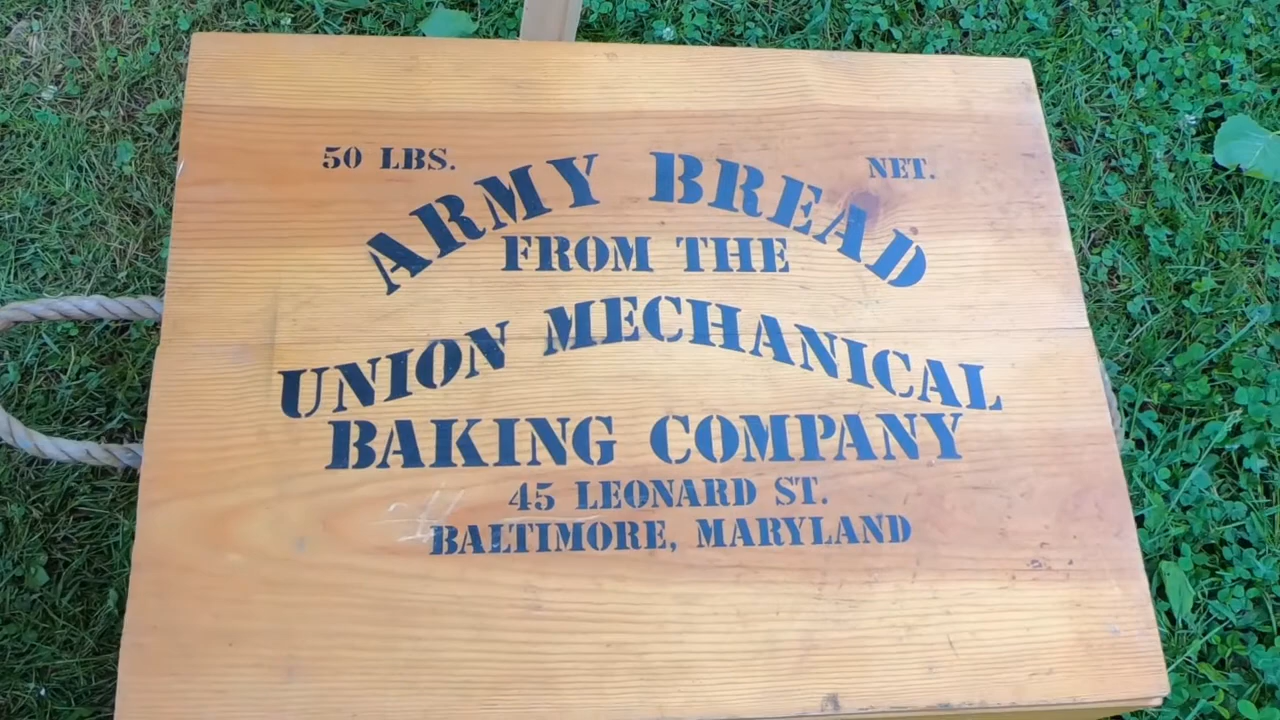 50 LBS. NET.
ARMY BREAD
FROM THE
UNION MECHANICAL
BAKING COMPANY
45 LEONARD ST.
BALTIMORE, MARYLAND